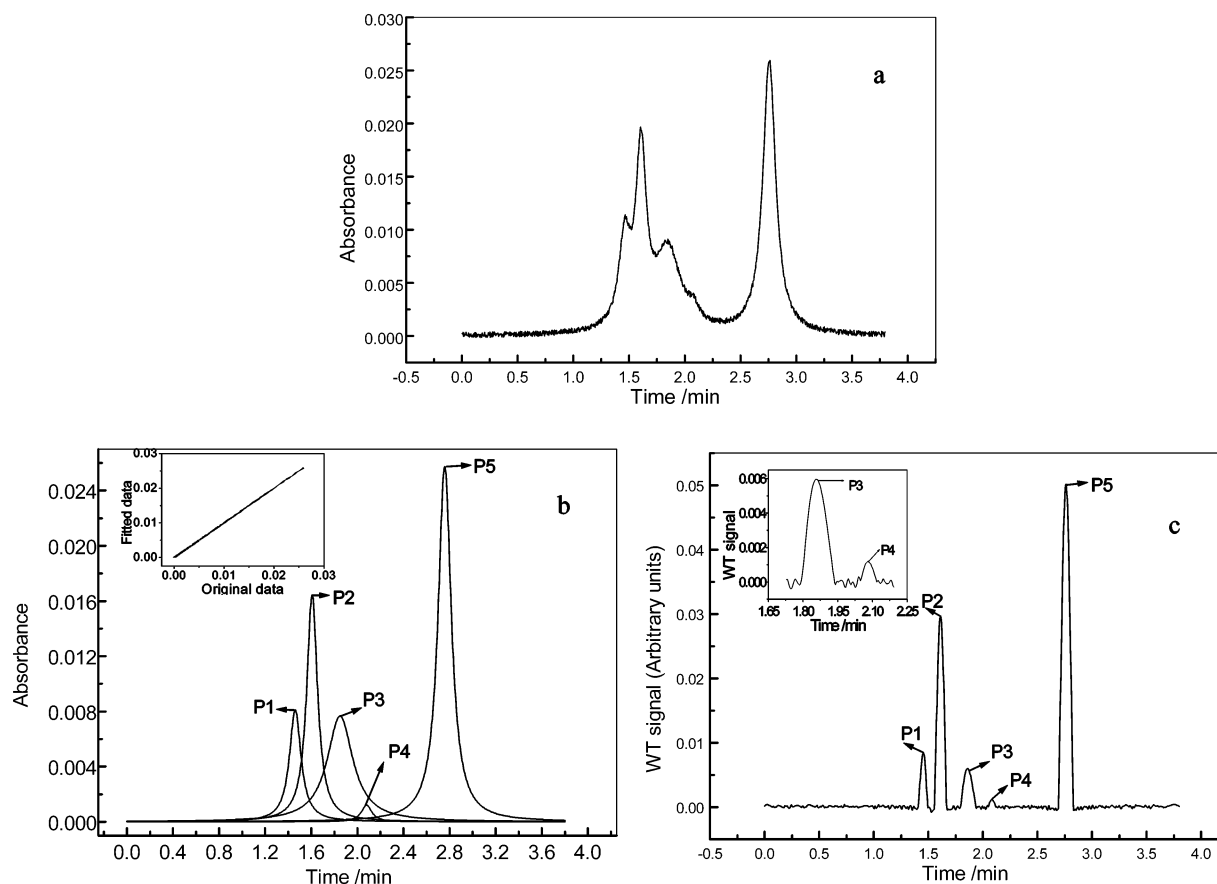 0.030
0.025
0.020
0.015
0.010
0.005
0.000
Absorbance
a
-0.5 0.0 0.5 1.0 1.5 2.0 2.5 3.0 3.5 4.0
Time /min
0.024
0.020
0.016
0.012
0.008
0.004
0.000
Absorbance
0.03
0.02
0.01
0.00
Fitted data
0.00 0.01 0.02 0.03
Original data
P5
b
P2
P1
P3
P4
0.0 0.4 0.8 1.2 1.6 2.0 2.4 2.8 3.2 3.6 4.0
Time /min
0.05
0.04
0.03
0.02
0.01
0.00
WT signal (Arbitrary units)
0.006
0.004
0.002
0.000
WT signal
P3
P4
1.65 1.80 1.95 2.10 2.25
Time /min
P5
c
P2
P1
P3
P4
-0.5 0.0 0.5 1.0 1.5 2.0 2.5 3.0 3.5 4.0
Time /min